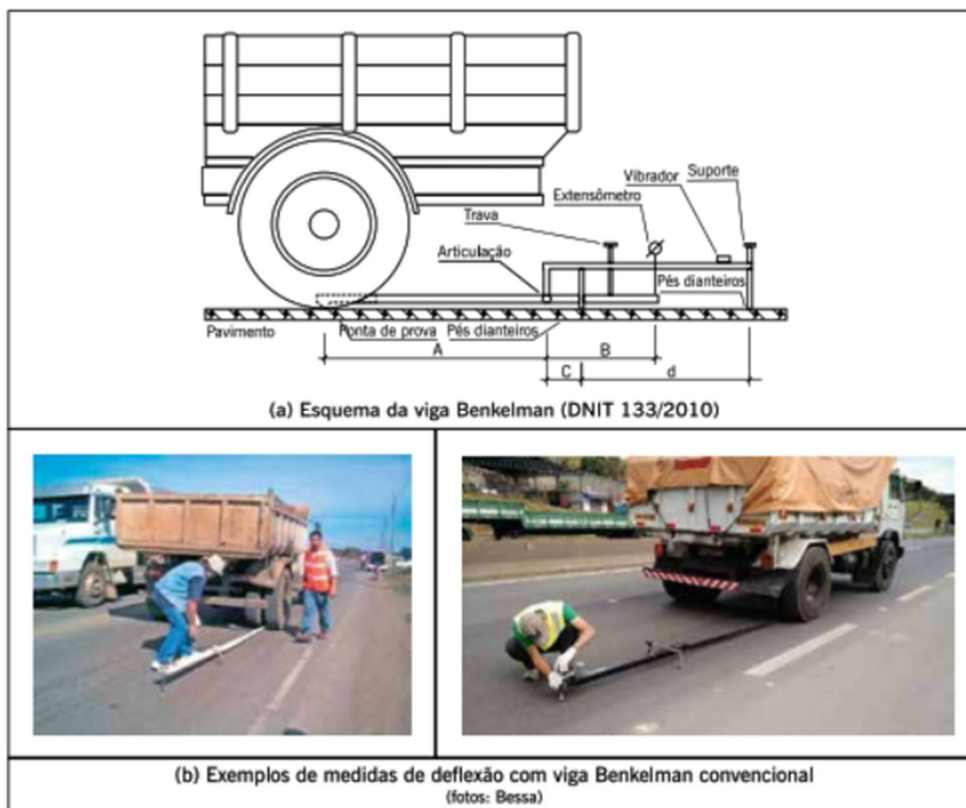 Vibrador
Suporte
Extensômetro
Trava
Articulação
Pés dianteiros
Pavimento
Ponta de prova
Pés dianteiros
A
B
C
d
(a) Esquema da viga Benkelman (DNIT 133/2010)
(b) Exemplos de medidas de deflexão com viga Benkelman convencional
(fotos: Bessa)